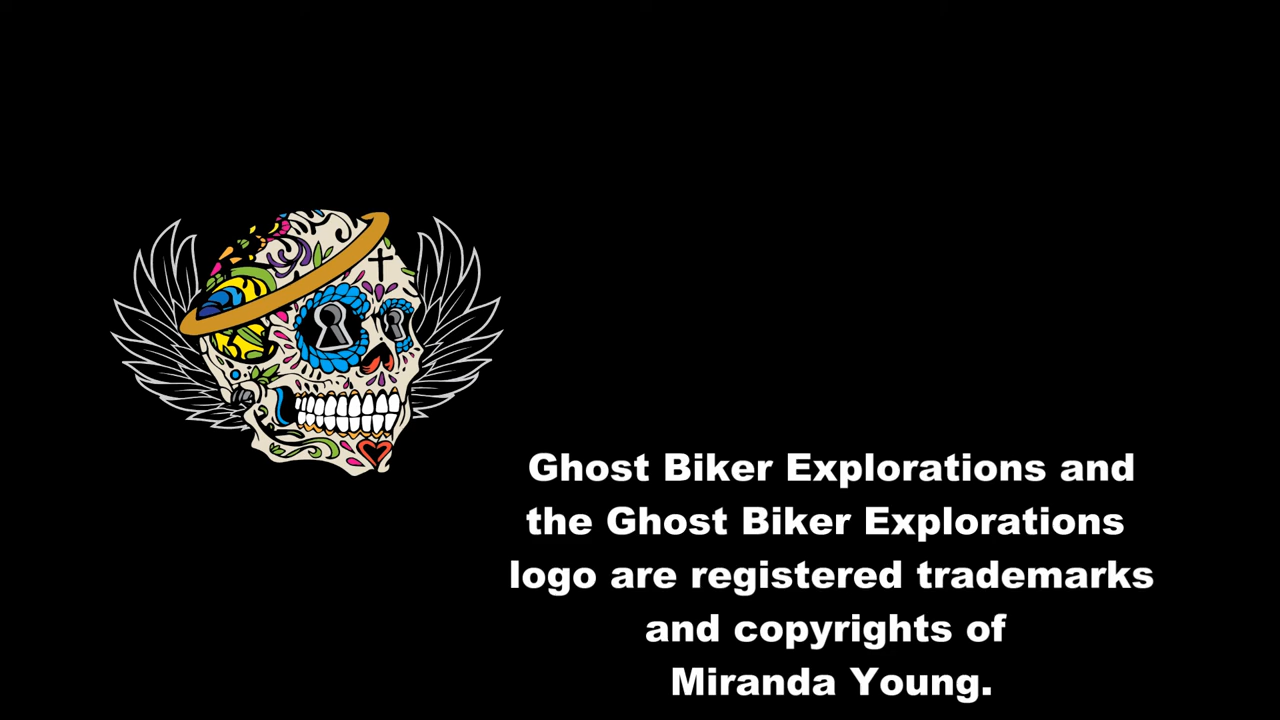 Ghost Biker Explorations and
the Ghost Biker Explorations
logo are registered trademarks
and copyrights of
Miranda Young.